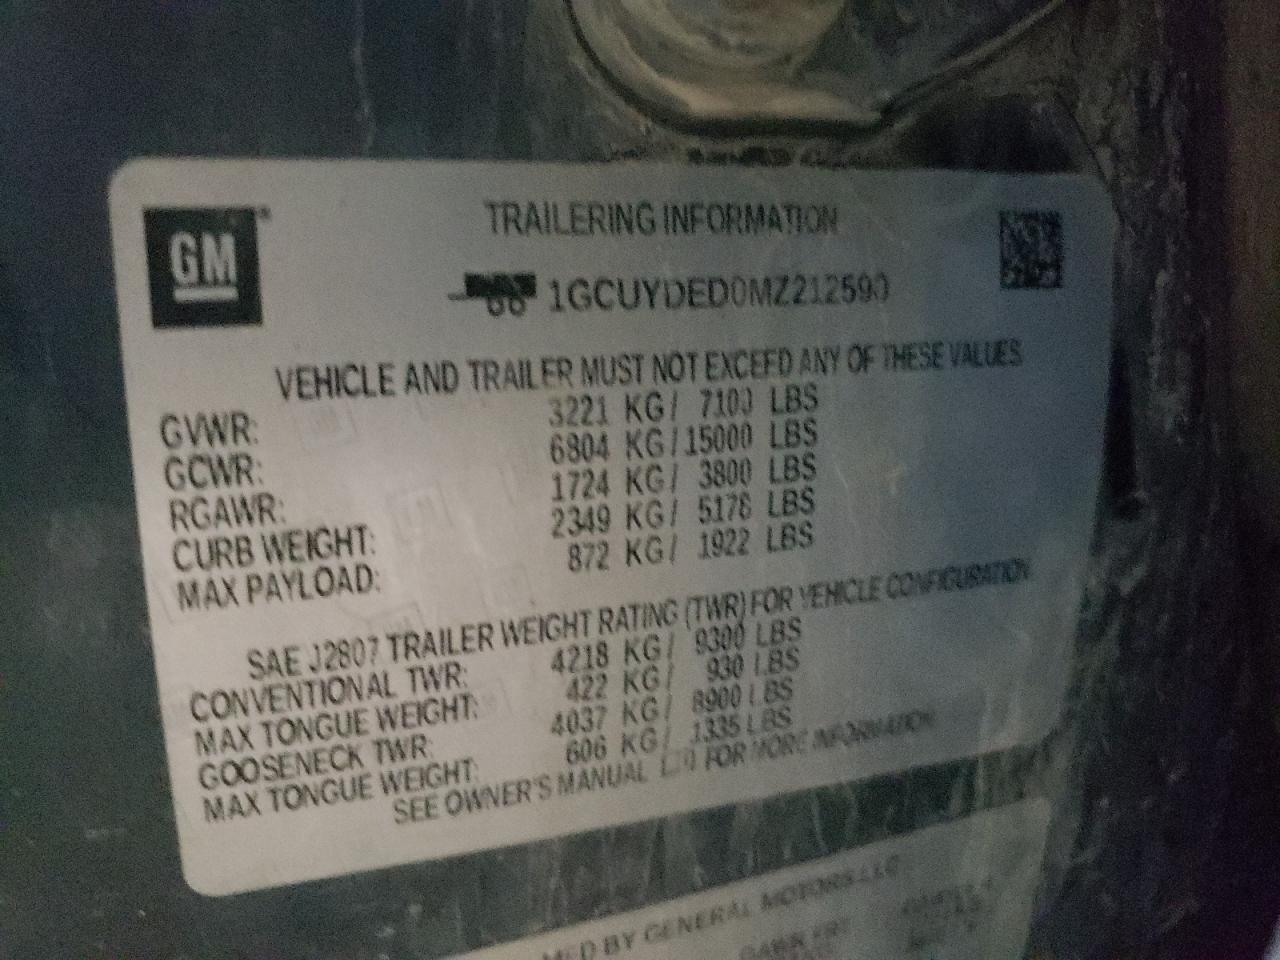 GM
TRAILERING INFORMATION
1GCUYDED0MZ212590
VEHICLE AND TRAILER MUST NOT EXCEED ANY OF THESE VALUES
GVWR: 3221 KG/ 7100 LBS
GCWR: 6804 KG/15000 LBS
RGAWR: 1724 KG/ 3800 LBS
CURB WEIGHT: 2349 KG/ 5178 LBS
MAX PAYLOAD: 872 KG/ 1922 LBS
SAE J2807 TRAILER WEIGHT RATING (TWR) FOR VEHICLE CONFIGURATION
CONVENTIONAL TWR: 4218 KG/ 9300 LBS
MAX TONGUE WEIGHT: 422 KG/ 930 LBS
GOOSENECK TWR: 4037 KG/ 8900 LBS
MAX TONGUE WEIGHT: 606 KG/ 1335 LBS
SEE OWNER'S MANUAL FOR MORE INFORMATION
BY GENERAL MOTORS LLC
GAWR FRT